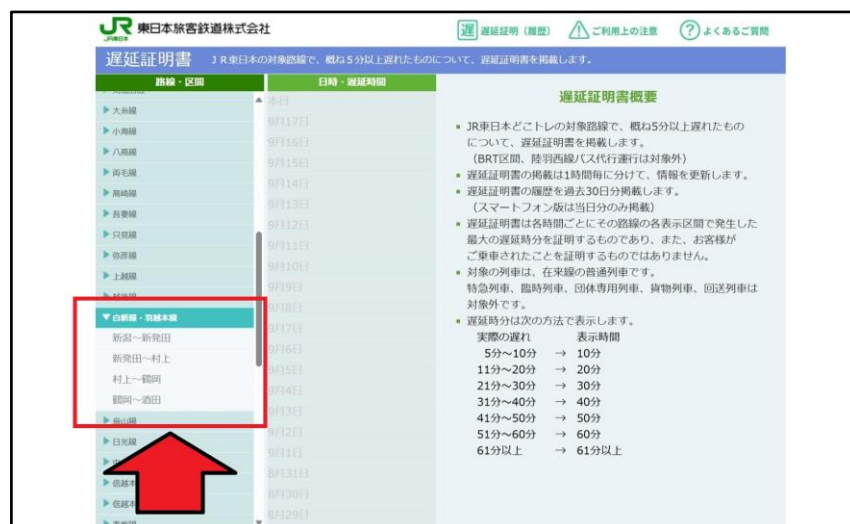 JR
JR東日本
東日本旅客鉄道株式会社
遅 遅延証明（履歴）
ご利用上の注意
? よくあるご質問
遅延証明書
JR東日本の対象路線で、概ね5分以上遅れたものについて、遅延証明書を掲載します。
路線・区間
大糸線
小海線
八高線
両毛線
高崎線
吾妻線
只見線
弥彦線
上越線
白新線・羽越本線
新潟～新発田
新発田～村上
村上～鶴岡
鶴岡～酒田
烏山線
日光線
日時・遅延時間
本日
9月17日
9月16日
9月15日
9月14日
9月13日
9月12日
9月11日
9月10日
9月9日
9月8日
9月7日
9月6日
9月5日
9月4日
9月3日
9月2日
9月1日
8月31日
8月30日
8月29日
遅延証明書概要
JR東日本どこトレの対象路線で、概ね5分以上遅れたもの
について、遅延証明書を掲載します。
（BRT区間、陸羽西線バス代行運行は対象外）
遅延証明書の掲載は1時間毎に分けて、情報を更新します。
遅延証明書の履歴を過去30日分掲載します。
（スマートフォン版は当日分のみ掲載）
遅延証明書は各時間ごとにその路線の各表示区間で発生した
最大の遅延時分を証明するものであり、また、お客様が
ご乗車されたことを証明するものではありません。
対象の列車は、在来線の普通列車です。
特急列車、臨時列車、団体専用列車、貨物列車、回送列車は
対象外です。
遅延時分は次の方法で表示します。
実際の遅れ 表示時間
5分～10分 → 10分
11分～20分 → 20分
21分～30分 → 30分
31分～40分 → 40分
41分～50分 → 50分
51分～60分 → 60分
61分以上 → 61分以上